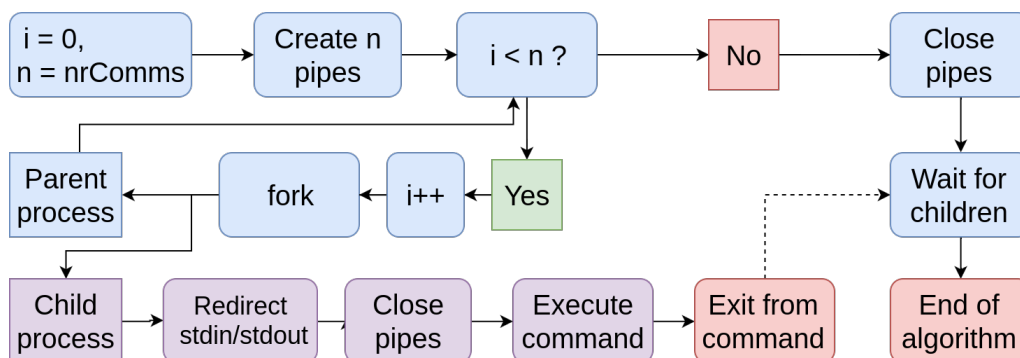 i = 0,
n = nrComms
Create n
pipes
i < n ?
No
Close
pipes
Parent
process
fork
i++
Yes
Wait for
children
Child
process
Redirect
stdin/stdout
Close
pipes
Execute
command
Exit from
command
End of
algorithm